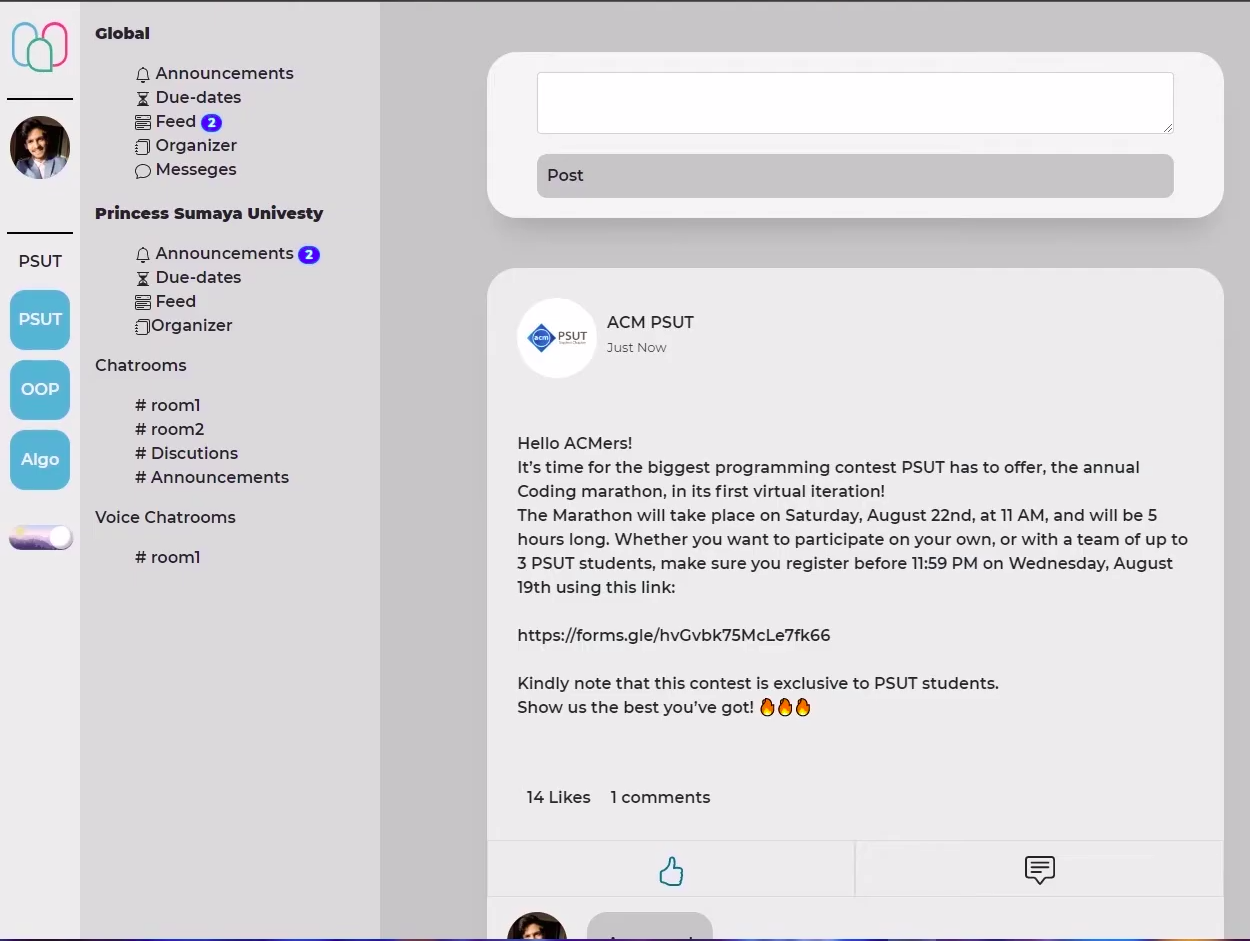 Global
Announcements
Due-dates
Feed 2
Organizer
Messeges
Princess Sumaya Univesty
Announcements 2
Due-dates
Feed
Organizer
Chatrooms
# room1
# room2
# Discutions
# Announcements
Voice Chatrooms
# room1
PSUT
PSUT
OOP
Algo
Post
acm PSUT
ACM PSUT
Just Now
Hello ACMers!
It’s time for the biggest programming contest PSUT has to offer, the annual
Coding marathon, in its first virtual iteration!
The Marathon will take place on Saturday, August 22nd, at 11 AM, and will be 5
hours long. Whether you want to participate on your own, or with a team of up to
3 PSUT students, make sure you register before 11:59 PM on Wednesday, August
19th using this link:
https://forms.gle/hvGvbk75McLe7fk66
Kindly note that this contest is exclusive to PSUT students.
Show us the best you’ve got! 🔥🔥🔥
14 Likes 1 comments